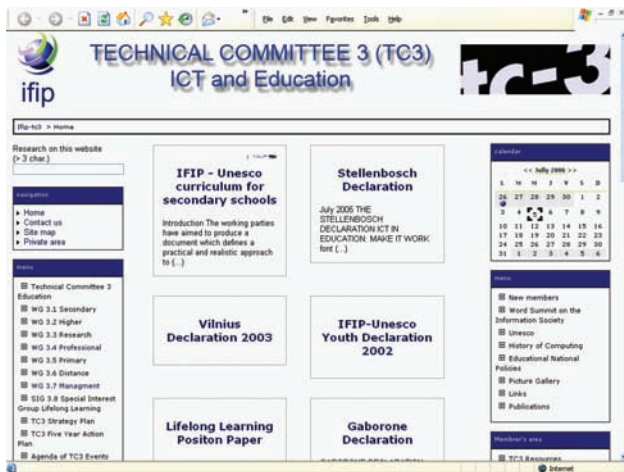 File Edit View Favorites Tools Help
ifip
TECHNICAL COMMITTEE 3 (TC3)
ICT and Education
tc-3
Ifip-tc3 > Home
Research on this website
(> 3 char.)
navigation
Home
Contact us
Site map
Private area
menu
Technical Committee 3
Education
WG 3.1 Secondary
WG 3.2 Higher
WG 3.3 Research
WG 3.4 Professional
WG 3.5 Primary
WG 3.6 Distance
WG 3.7 Managment
SIG 3.8 Special Interest
Group Lifelong Learning
TC3 Strategy Plan
TC3 Five Year Action
Plan
Agenda of TC3 Events
IFIP - Unesco
curriculum for
secondary schools
Introduction The working parties
have aimed to produce a
document which defines a
practical and realistic approach
to (...)
Stellenbosch
Declaration
July 2005 THE
STELLENBOSCH
DECLARATION ICT IN
EDUCATION: MAKE IT WORK
font (...)
Vilnius
Declaration 2003
IFIP-Unesco
Youth Declaration
2002
Lifelong Learning
Positon Paper
Gaborone
Declaration
calendar
<< July 2006 >>
L M M J V S D
26 27 28 29 30 1 2
3 4 6 7 8 9
10 11 12 13 14 15 16
17 18 19 20 21 22 23
24 25 26 27 28 29 30
31 1 2 3 4 5 6
menu
New members
Word Summit on the
Information Society
Unesco
History of Computing
Educational National
Policies
Picture Gallery
Links
Publications
Member's area
TC3 Resources
Internet